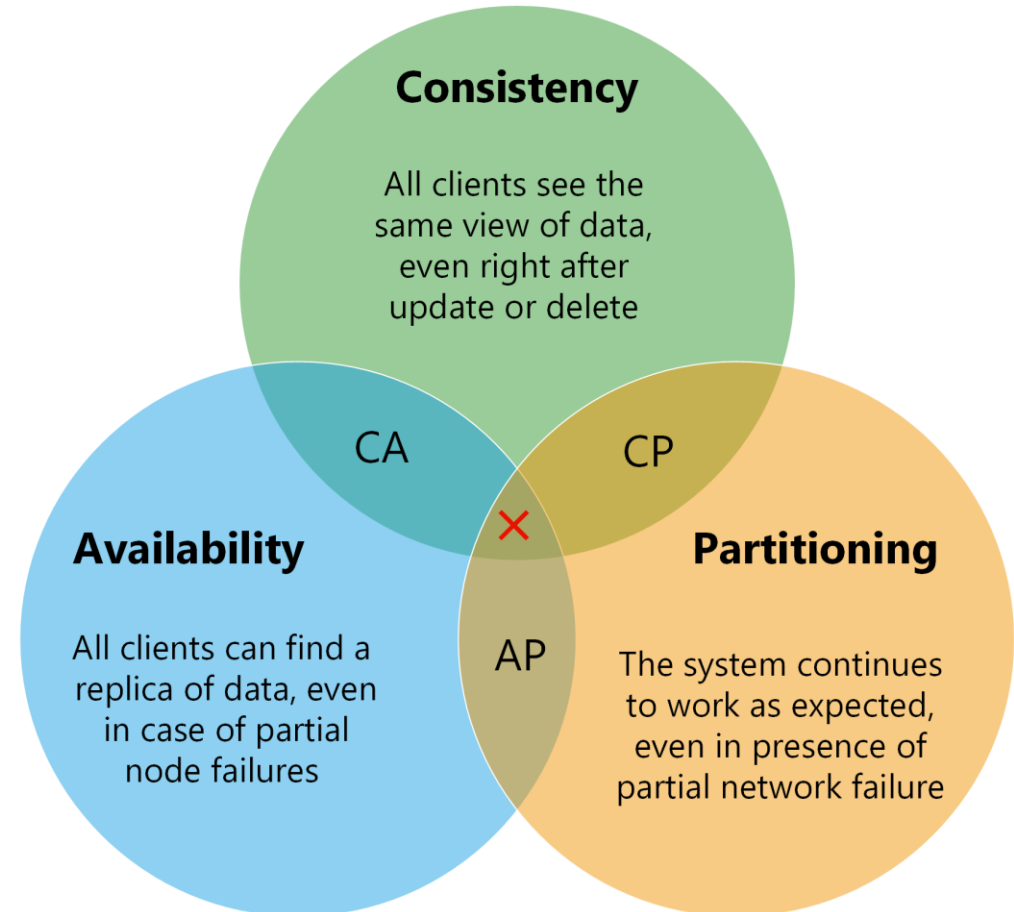 Consistency
All clients see the
same view of data,
even right after
update or delete
CA
CP
Availability
All clients can find a
replica of data, even
in case of partial
node failures
AP
Partitioning
The system continues
to work as expected,
even in presence of
partial network failure